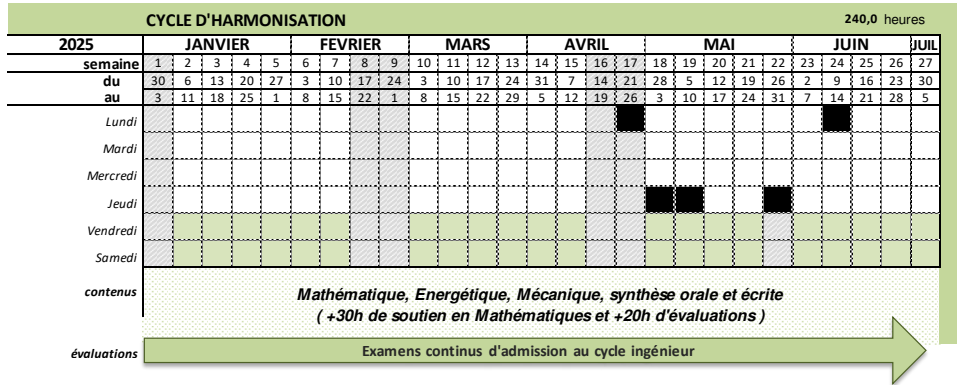 CYCLE D'HARMONISATION 240,0 heures
2025 JANVIER FEVRIER MARS AVRIL MAI JUIN JUIL
semaine 1 2 3 4 5 6 7 8 9 10 11 12 13 14 15 16 17 18 19 20 21 22 23 24 25 26 27
du 30 6 13 20 27 3 10 17 24 3 10 17 24 31 7 14 21 28 5 12 19 26 2 9 16 23 30
au 3 11 18 25 1 8 15 22 1 8 15 22 29 5 12 19 26 3 10 17 24 31 7 14 21 28 5
Lundi
Mardi
Mercredi
Jeudi
Vendredi
Samedi
contenus
Mathématique, Energétique, Mécanique, synthèse orale et écrite
( +30h de soutien en Mathématiques et +20h d'évaluations )
évaluations Examens continus d'admission au cycle ingénieur